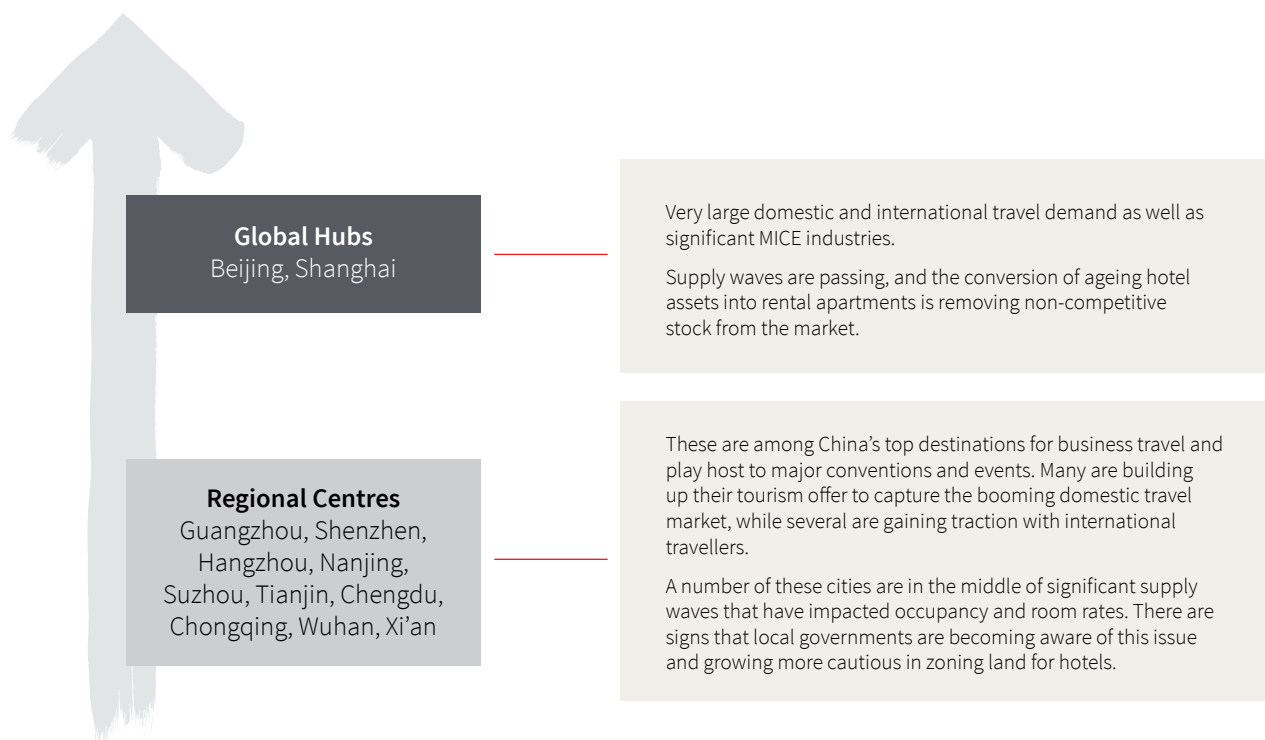 Global Hubs
Beijing, Shanghai
Very large domestic and international travel demand as well as
significant MICE industries.
Supply waves are passing, and the conversion of ageing hotel
assets into rental apartments is removing non-competitive
stock from the market.
Regional Centres
Guangzhou, Shenzhen,
Hangzhou, Nanjing,
Suzhou, Tianjin, Chengdu,
Chongqing, Wuhan, Xi’an
These are among China’s top destinations for business travel and
play host to major conventions and events. Many are building
up their tourism offer to capture the booming domestic travel
market, while several are gaining traction with international
travellers.
A number of these cities are in the middle of significant supply
waves that have impacted occupancy and room rates. There are
signs that local governments are becoming aware of this issue
and growing more cautious in zoning land for hotels.